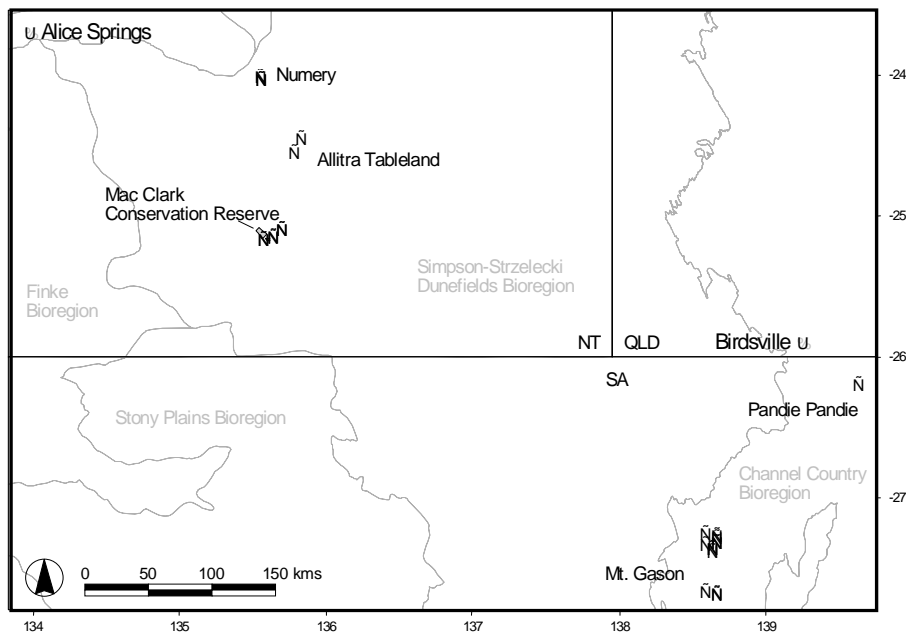 u Alice Springs
Ñ Numery
Ñ
Ñ
Allitra Tableland
Mac Clark
Conservation Reserve
Ñ Ñ Ñ
Simpson-Strzelecki
Dunefields Bioregion
Finke
Bioregion
NT QLD
Birdsville u
SA
Ñ
Pandie Pandie
Stony Plains Bioregion
Channel Country
Bioregion
Ñ Ñ
Ñ Ñ
Ñ
Mt. Gason
Ñ Ñ
0 50 100 150 kms
-24
-25
-26
-27
134 135 136 137 138 139